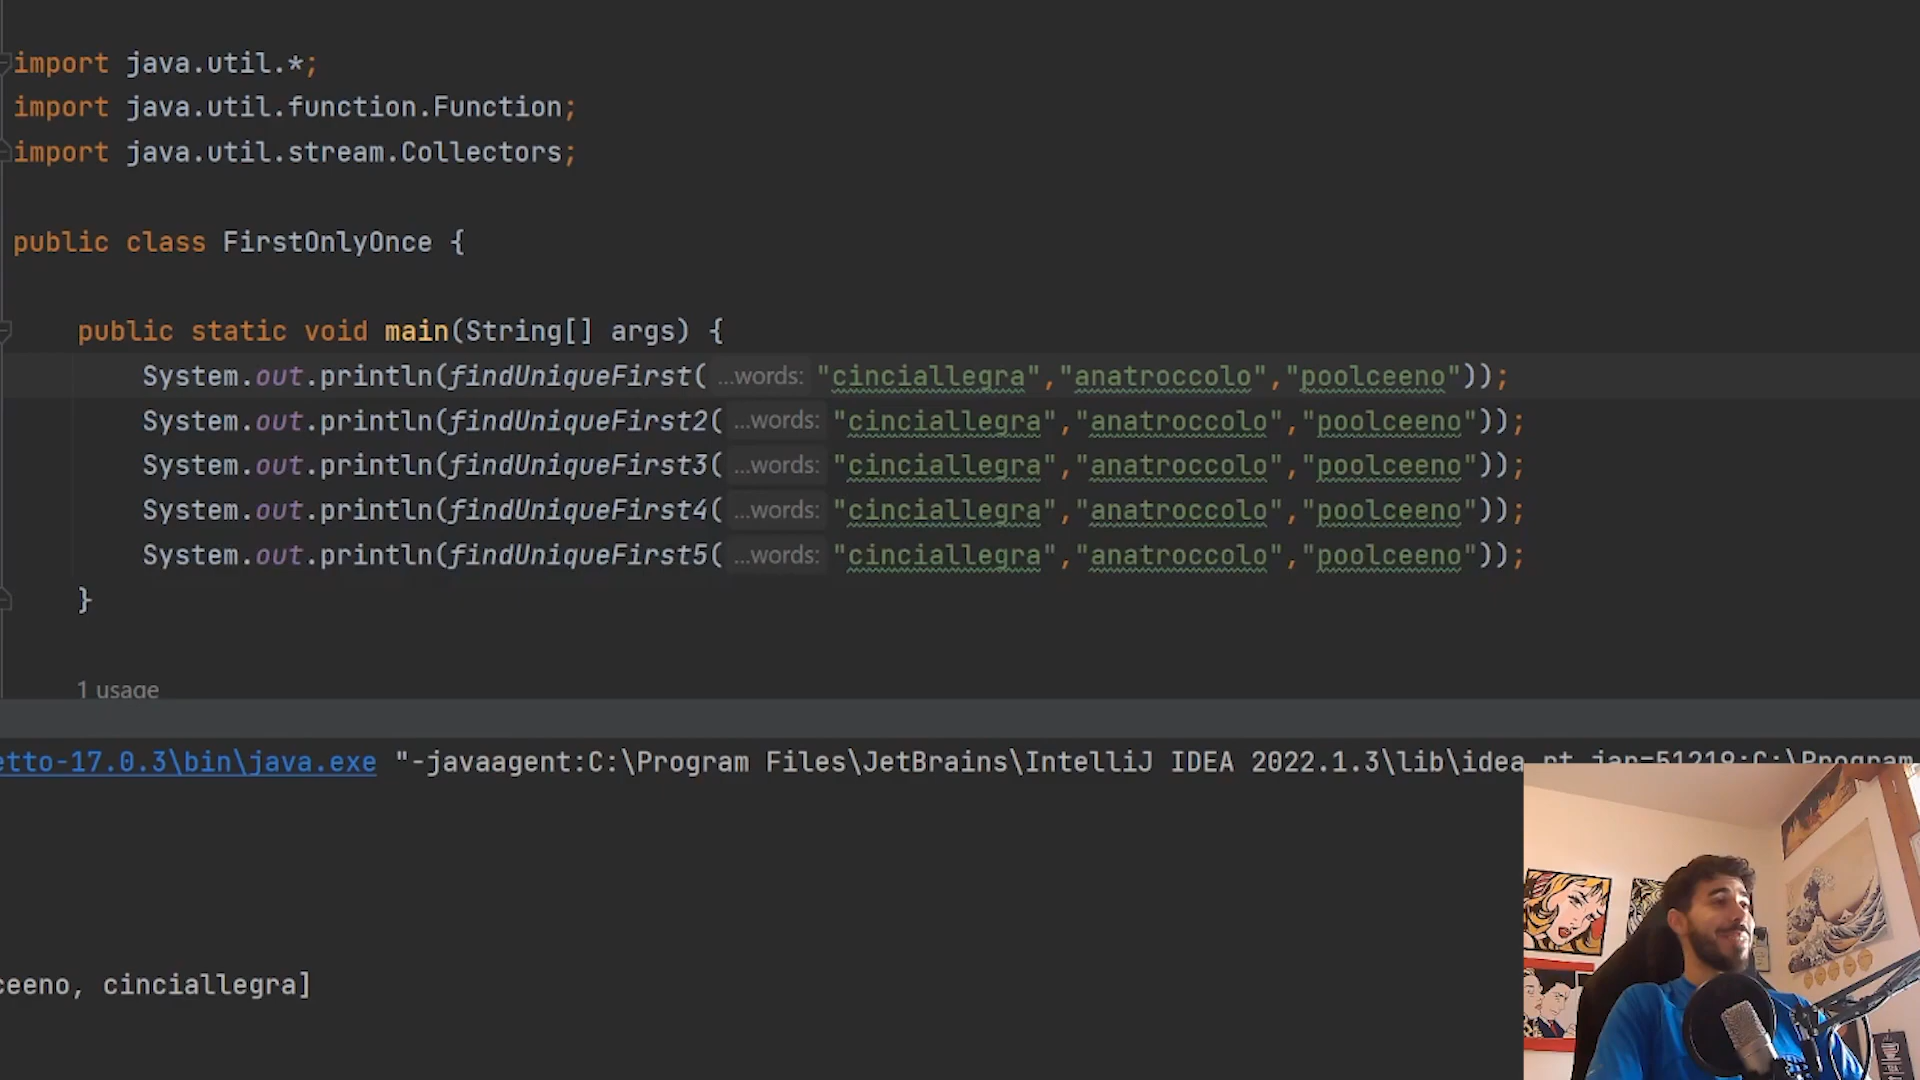 import java.util.*;
import java.util.function.Function;
import java.util.stream.Collectors;
public class FirstOnlyOnce {
public static void main(String[] args) {
System.out.println(findUniqueFirst( ...words: "cinciallegra","anatroccolo","poolceeno"));
System.out.println(findUniqueFirst2( ...words: "cinciallegra","anatroccolo","poolceeno"));
System.out.println(findUniqueFirst3( ...words: "cinciallegra","anatroccolo","poolceeno"));
System.out.println(findUniqueFirst4( ...words: "cinciallegra","anatroccolo","poolceeno"));
System.out.println(findUniqueFirst5( ...words: "cinciallegra","anatroccolo","poolceeno"));
}
1 usage
etto-17.0.3\bin\java.exe "-javaagent:C:\Program Files\JetBrains\IntelliJ IDEA 2022.1.3\lib\idea_rt.jar=51219:C:\Program
ceeno, cinciallegra]